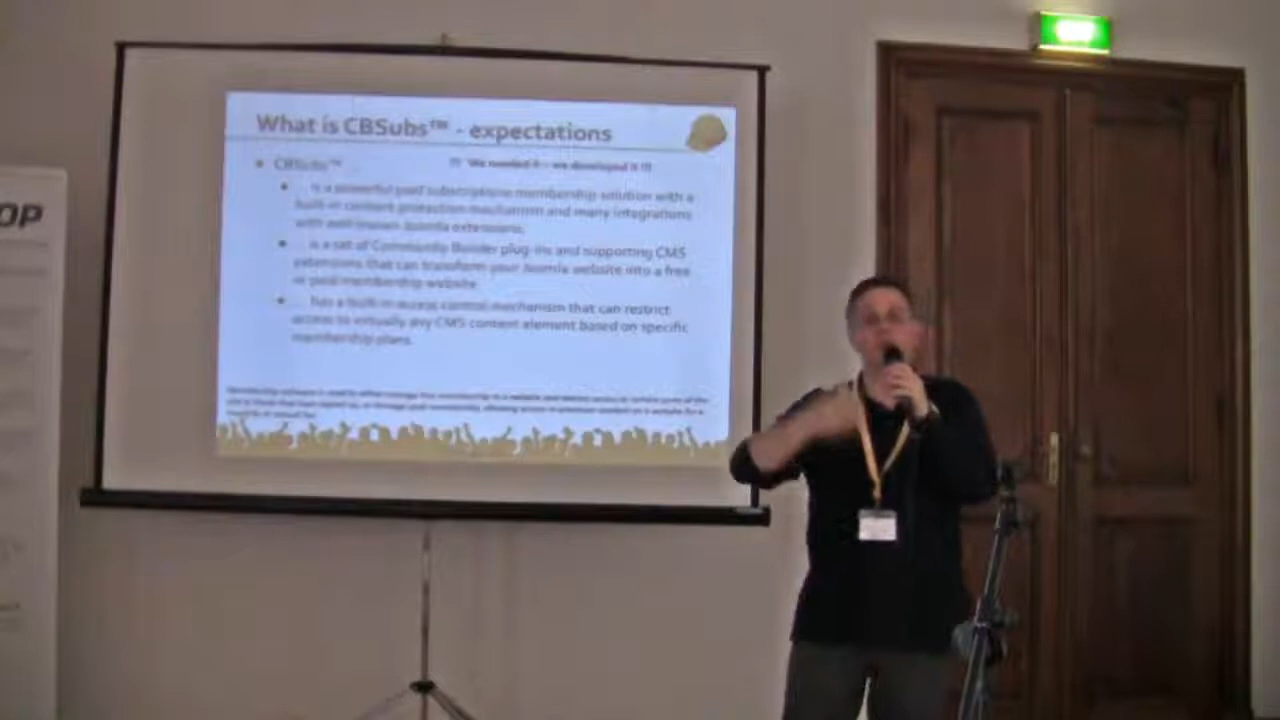 What is CBSubs™ - expectations
CBSubs™ !!! We needed it - we developed it !!!
is a powerful paid subscriptions membership solution with a
built-in content protection mechanism and many integrations
with well known Joomla extensions.
is a set of Community Builder plug-ins and supporting CMS
extensions that can transform your Joomla website into a free
or paid membership website.
has a built-in access control mechanism that can restrict
access to virtually any CMS content element based on specific
membership plans.
OP